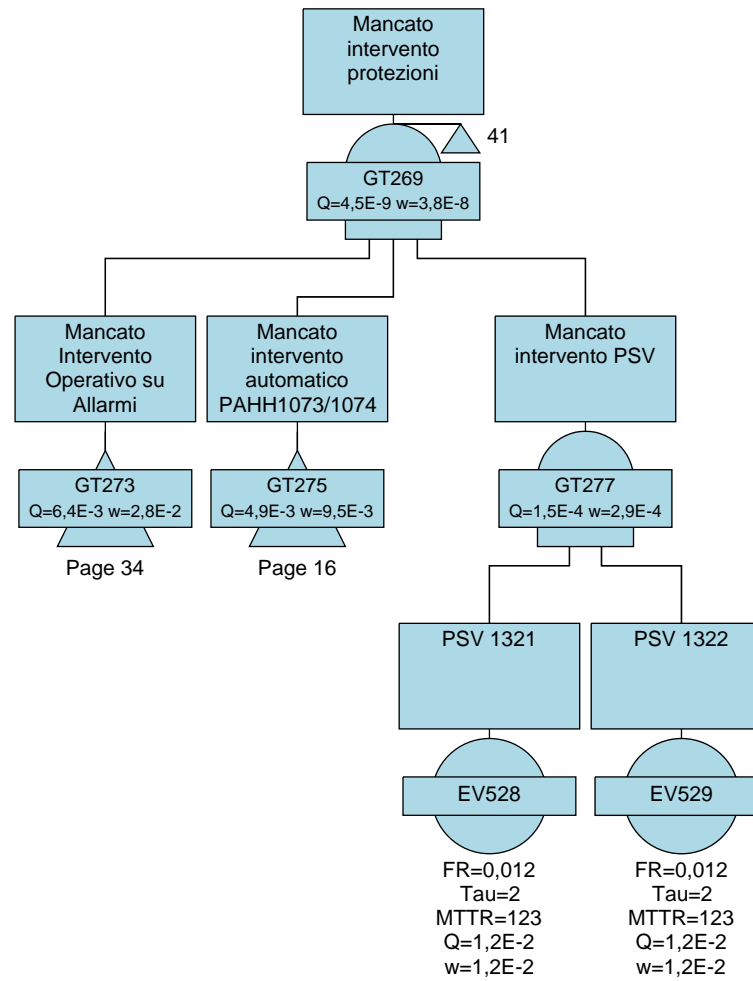 Mancato
intervento
protezioni
41
GT269
Q=4,5E-9 w=3,8E-8
Mancato
Intervento
Operativo su
Allarmi
GT273
Q=6,4E-3 w=2,8E-2
Page 34
Mancato
intervento
automatico
PAHH1073/1074
GT275
Q=4,9E-3 w=9,5E-3
Page 16
Mancato
intervento PSV
GT277
Q=1,5E-4 w=2,9E-4
PSV 1321
EV528
FR=0,012
Tau=2
MTTR=123
Q=1,2E-2
w=1,2E-2
PSV 1322
EV529
FR=0,012
Tau=2
MTTR=123
Q=1,2E-2
w=1,2E-2